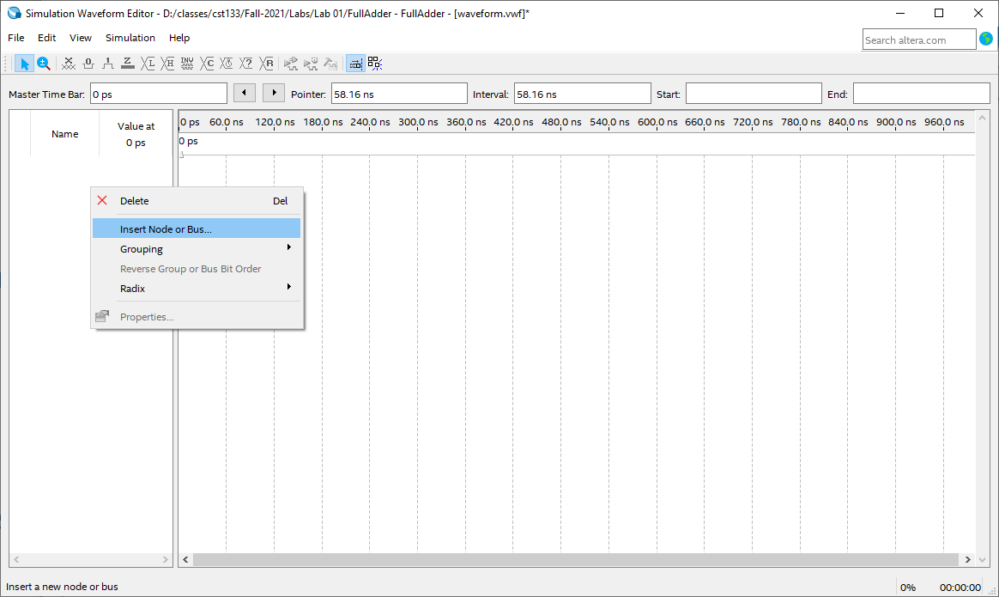 Simulation Waveform Editor - D:/classes/cst133/Fall-2021/Labs/Lab 01/FullAdder - FullAdder - [waveform.vwf]*
File Edit View Simulation Help
Search altera.com
Master Time Bar: 0 ps Pointer: 58.16 ns Interval: 58.16 ns Start: End:
Name
Value at
0 ps
0 ps 60.0 ns 120.0 ns 180.0 ns 240.0 ns 300.0 ns 360.0 ns 420.0 ns 480.0 ns 540.0 ns 600.0 ns 660.0 ns 720.0 ns 780.0 ns 840.0 ns 900.0 ns 960.0 ns
0 ps
Delete Del
Insert Node or Bus...
Grouping
Reverse Group or Bus Bit Order
Radix
Properties...
Insert a new node or bus
0% 00:00:00